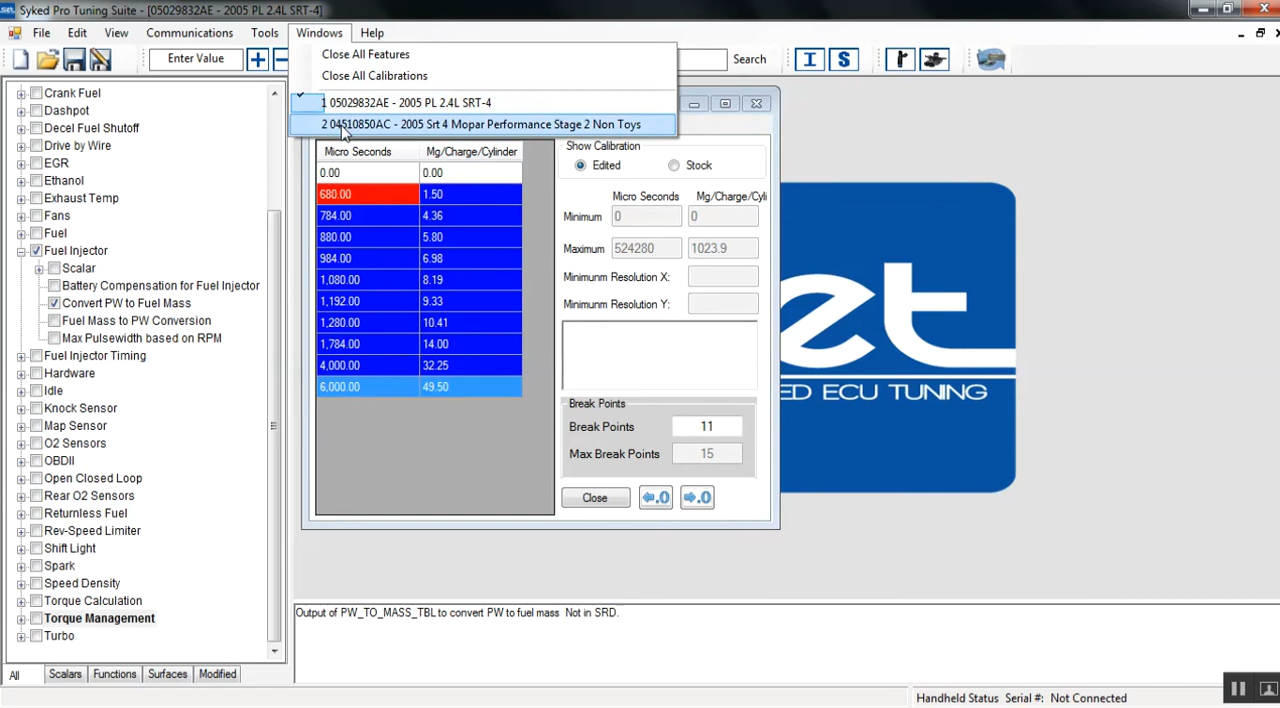 Syked Pro Tuning Suite - [05029832AE - 2005 PL 2.4L SRT-4]
File Edit View Communications Tools Windows Help
Enter Value
Search
I S
Close All Features
Close All Calibrations
1 05029832AE - 2005 PL 2.4L SRT-4
2 04510850AC - 2005 Srt 4 Mopar Performance Stage 2 Non Toys
Crank Fuel
Dashpot
Decel Fuel Shutoff
Drive by Wire
EGR
Ethanol
Exhaust Temp
Fans
Fuel
Fuel Injector
Scalar
Battery Compensation for Fuel Injector
Convert PW to Fuel Mass
Fuel Mass to PW Conversion
Max Pulsewidth based on RPM
Fuel Injector Timing
Hardware
Idle
Knock Sensor
Map Sensor
O2 Sensors
OBDII
Open Closed Loop
Rear O2 Sensors
Returnless Fuel
Rev-Speed Limiter
Shift Light
Spark
Speed Density
Torque Calculation
Torque Management
Turbo
All Scalars Functions Surfaces Modified
Micro Seconds Mg/Charge/Cylinder
0.00 0.00
680.00 1.50
784.00 4.36
880.00 5.80
984.00 6.98
1,080.00 8.19
1,192.00 9.33
1,280.00 10.41
1,784.00 14.00
4,000.00 32.25
6,000.00 49.50
Show Calibration
Edited Stock
Micro Seconds Mg/Charge/Cyli
Minimum 0 0
Maximum 524280 1023.9
Minimunm Resolution X:
Minimunm Resolution Y:
Break Points
Break Points 11
Max Break Points 15
Close .0 .0
et
ED ECU TUNING
Output of PW_TO_MASS_TBL to convert PW to fuel mass Not in SRD.
Handheld Status Serial #: Not Connected